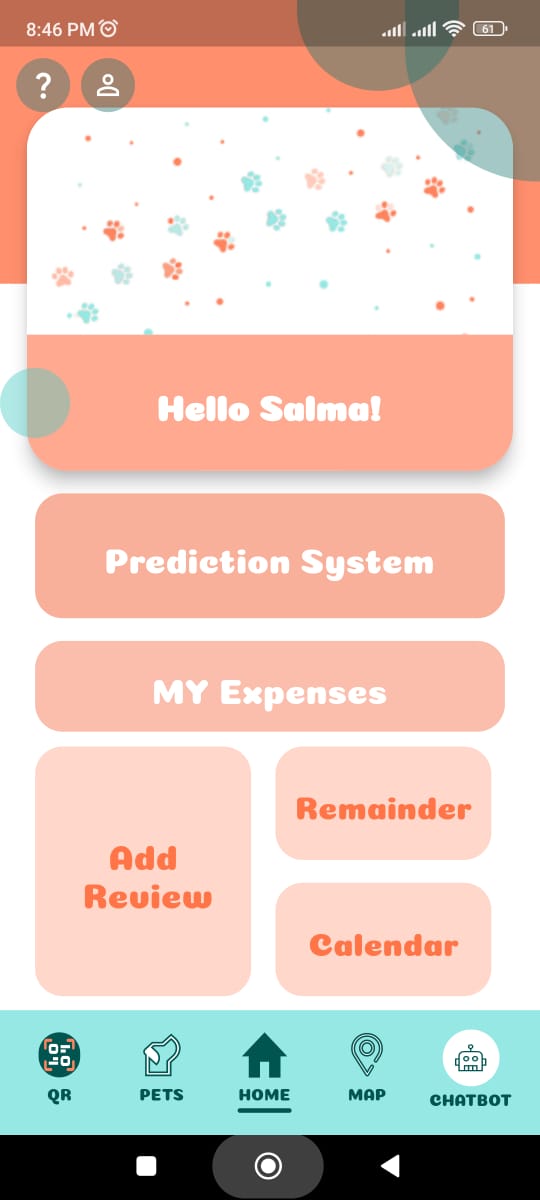 8:46 PM
61
?
Hello Salma!
Prediction System
MY Expenses
Add
Review
Remainder
Calendar
QR
PETS
HOME
MAP
CHATBOT